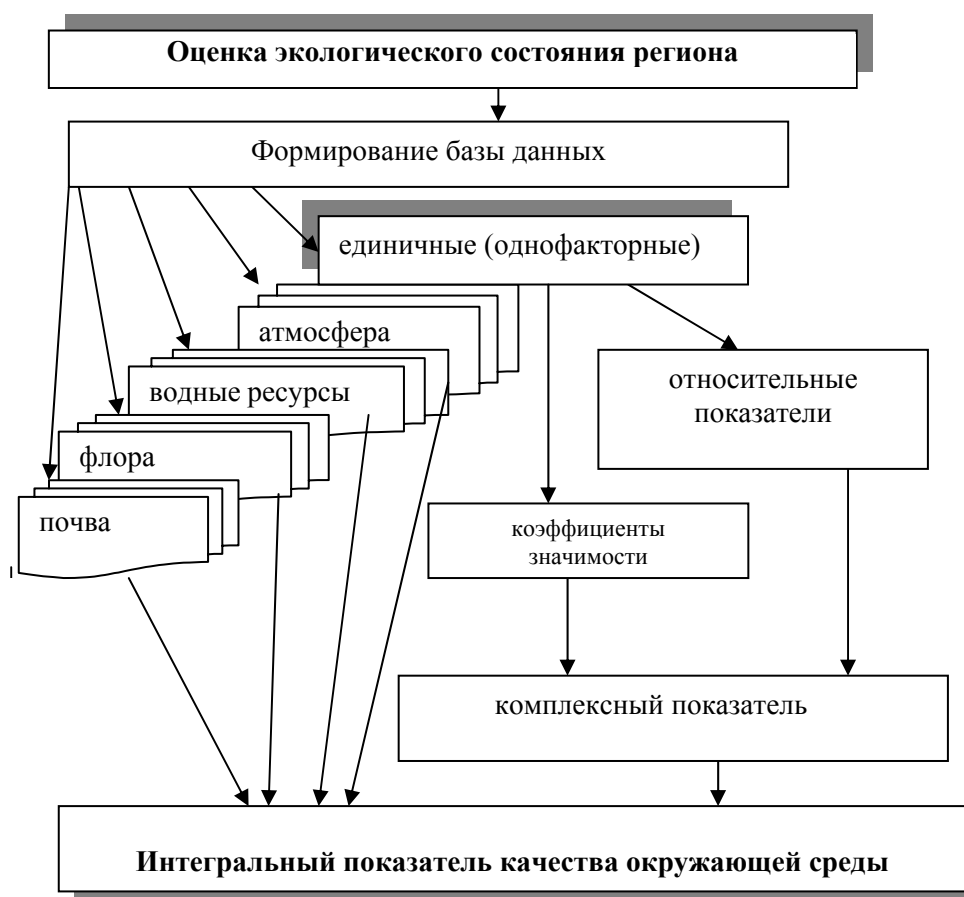 Оценка экологического состояния региона
Формирование базы данных
единичные (однофакторные)
атмосфера
водные ресурсы
флора
почва
относительные
показатели
коэффициенты
значимости
комплексный показатель
Интегральный показатель качества окружающей среды